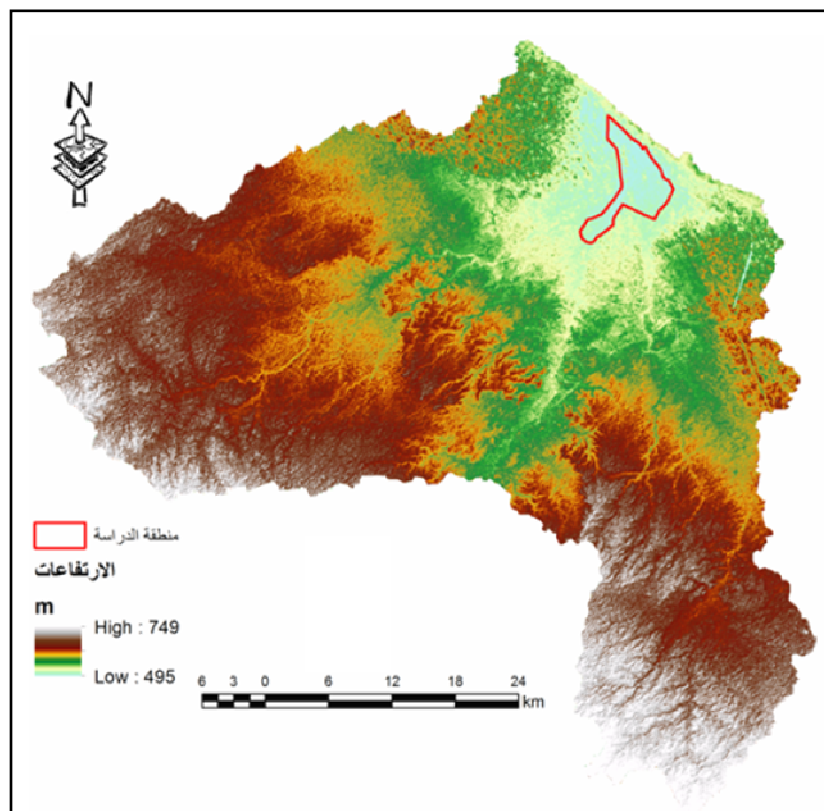 N
منطقة الدراسة
الارتفاعات
m
High : 749
Low : 495
6 3 0 6 12 18 24
km